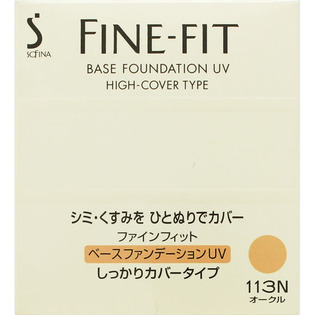 SOFINA
FINE-FIT
BASE FOUNDATION UV
HIGH-COVER TYPE
シミ・くすみを ひとぬりでカバー
ファインフィット
ベースファンデーションUV
しっかりカバータイプ
113N
オークル